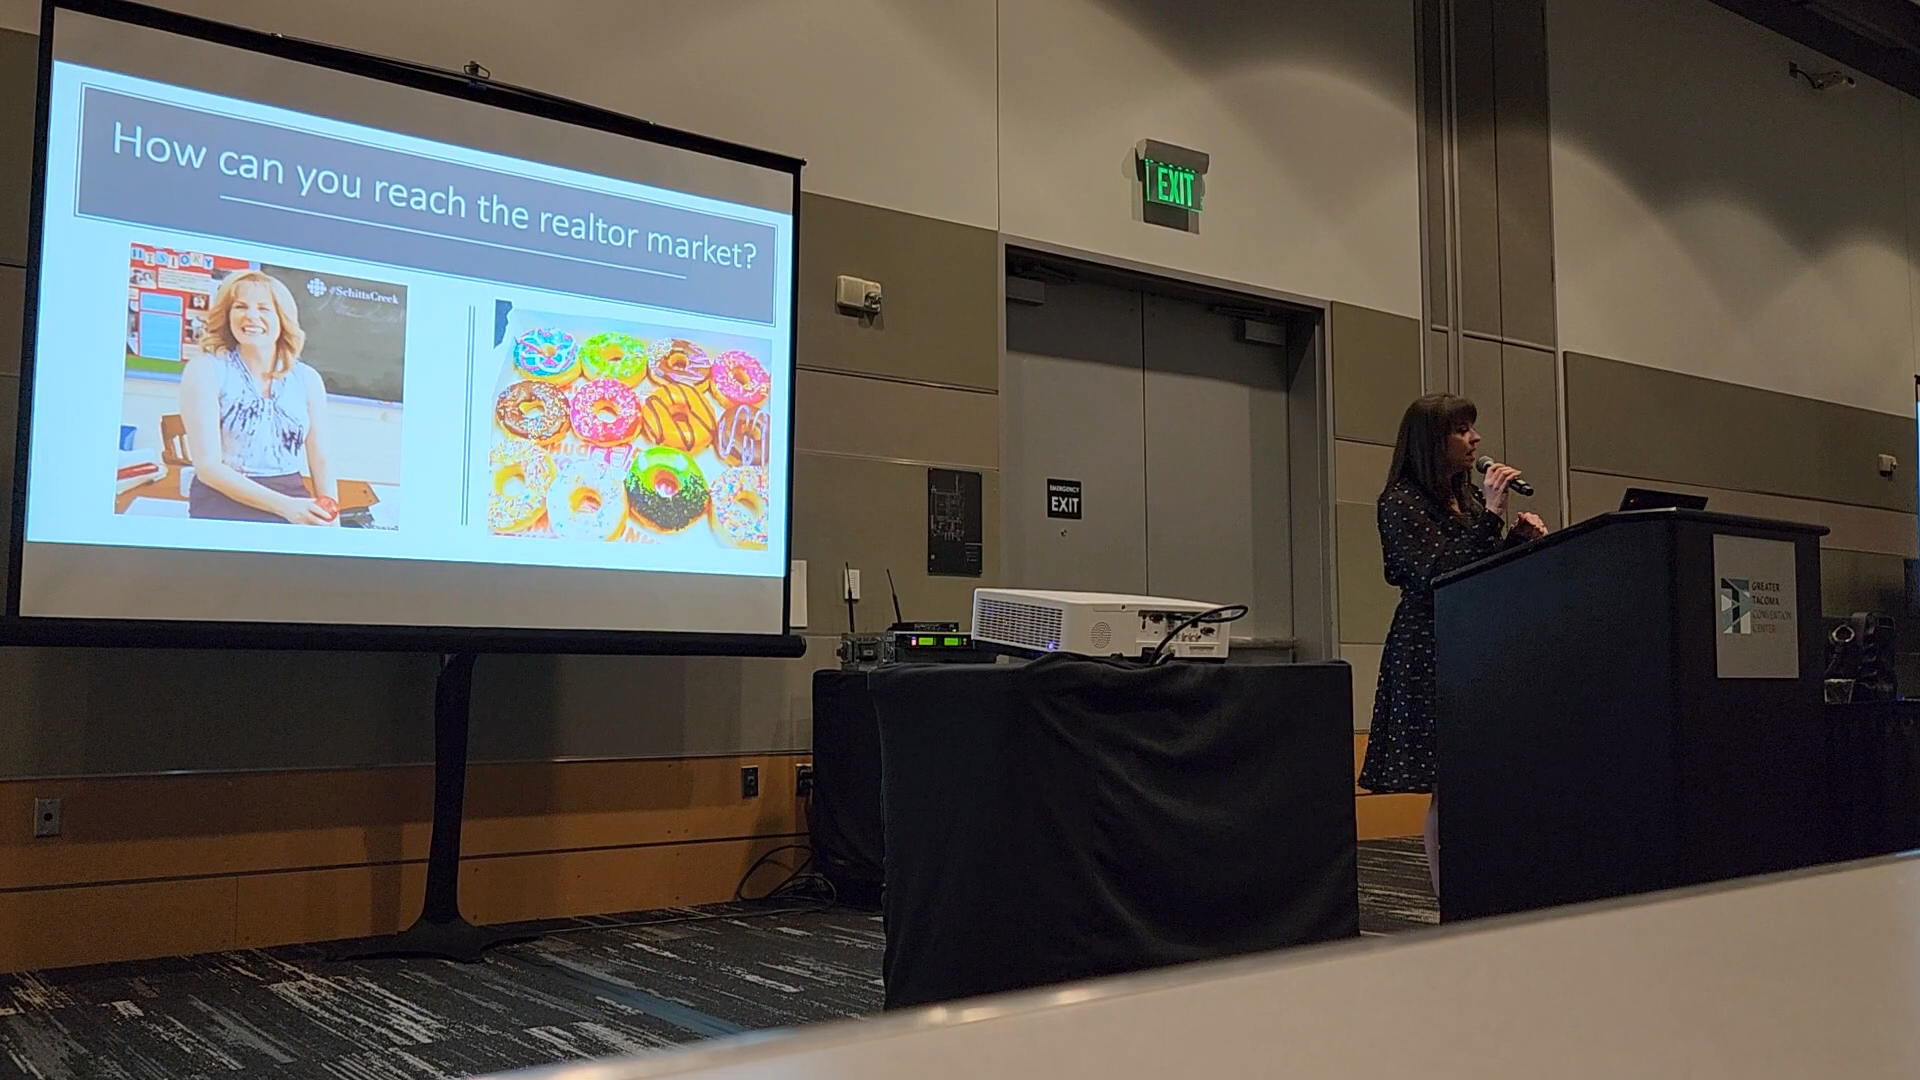 How can you reach the realtor market?
HISTORY
#SchittsCreek
EXIT
EMERGENCY
EXIT
GREATER
TACOMA
CONVENTION
CENTER